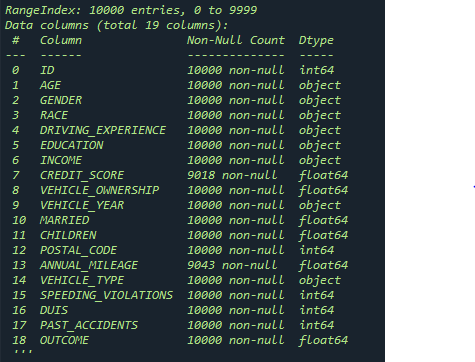 RangeIndex: 10000 entries, 0 to 9999
Data columns (total 19 columns):
 #   Column               Non-Null Count  Dtype
---  ------               --------------  -----
 0   ID                   10000 non-null  int64
 1   AGE                  10000 non-null  object
 2   GENDER               10000 non-null  object
 3   RACE                 10000 non-null  object
 4   DRIVING_EXPERIENCE   10000 non-null  object
 5   EDUCATION            10000 non-null  object
 6   INCOME               10000 non-null  object
 7   CREDIT_SCORE         9018 non-null   float64
 8   VEHICLE_OWNERSHIP    10000 non-null  float64
 9   VEHICLE_YEAR         10000 non-null  object
 10  MARRIED              10000 non-null  float64
 11  CHILDREN             10000 non-null  float64
 12  POSTAL_CODE          10000 non-null  int64
 13  ANNUAL_MILEAGE       9043 non-null   float64
 14  VEHICLE_TYPE         10000 non-null  object
 15  SPEEDING_VIOLATIONS  10000 non-null  int64
 16  DUIS                 10000 non-null  int64
 17  PAST_ACCIDENTS       10000 non-null  int64
 18  OUTCOME              10000 non-null  float64
 '''